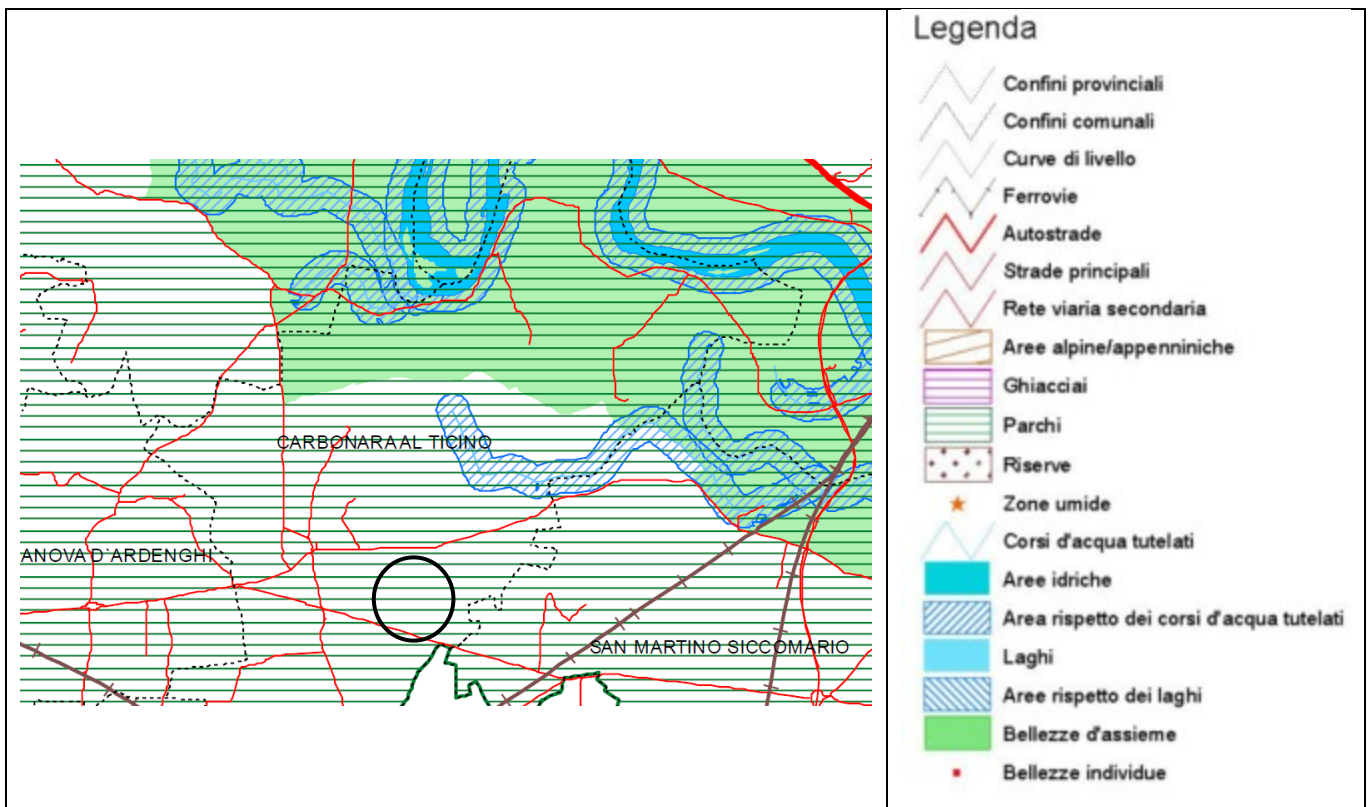 CARBONARA AL TICINO
ANOVA D`ARDENGHI
SAN MARTINO SICCOMARIO
Legenda
Confini provinciali
Confini comunali
Curve di livello
Ferrovie
Autostrade
Strade principali
Rete viaria secondaria
Aree alpine/appenniniche
Ghiacciai
Parchi
Riserve
Zone umide
Corsi d'acqua tutelati
Aree idriche
Area rispetto dei corsi d'acqua tutelati
Laghi
Aree rispetto dei laghi
Bellezze d'assieme
Bellezze individue